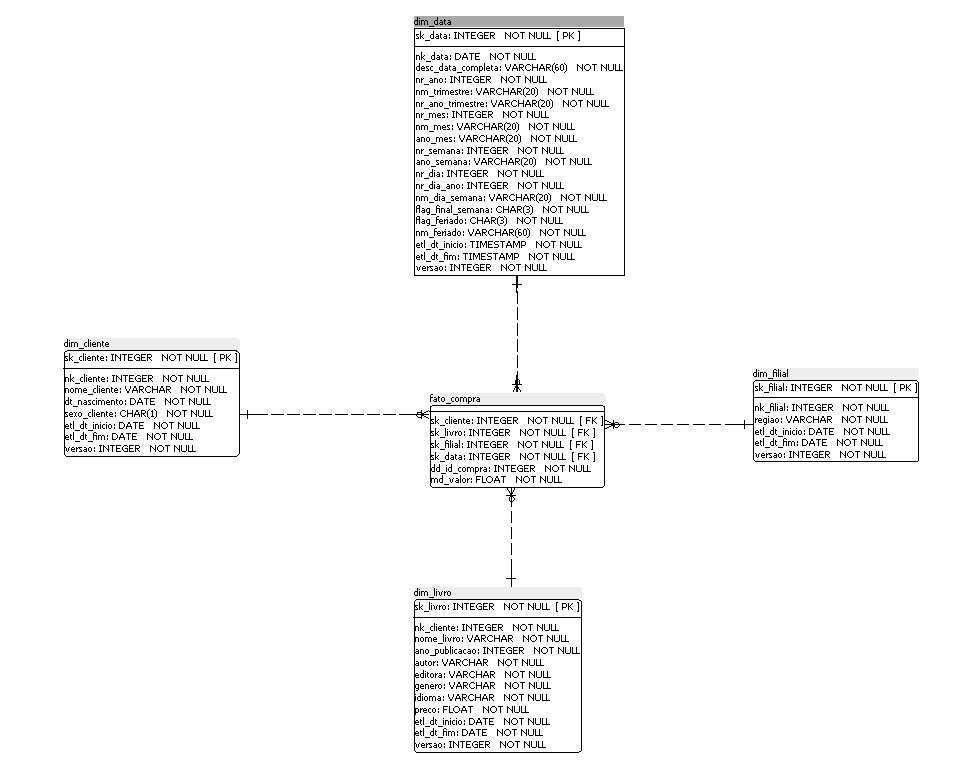 dim_data
sk_data: INTEGER NOT NULL [ PK ]
nk_data: DATE NOT NULL
desc_data_completa: VARCHAR(60) NOT NULL
nr_ano: INTEGER NOT NULL
nm_trimestre: VARCHAR(20) NOT NULL
nr_ano_trimestre: VARCHAR(20) NOT NULL
nr_mes: INTEGER NOT NULL
nm_mes: VARCHAR(20) NOT NULL
ano_mes: VARCHAR(20) NOT NULL
nr_semana: INTEGER NOT NULL
ano_semana: VARCHAR(20) NOT NULL
nr_dia: INTEGER NOT NULL
nr_dia_ano: INTEGER NOT NULL
nm_dia_semana: VARCHAR(20) NOT NULL
flag_final_semana: CHAR(3) NOT NULL
flag_feriado: CHAR(3) NOT NULL
nm_feriado: VARCHAR(60) NOT NULL
etl_dt_inicio: TIMESTAMP NOT NULL
etl_dt_fim: TIMESTAMP NOT NULL
versao: INTEGER NOT NULL
dim_cliente
sk_cliente: INTEGER NOT NULL [ PK ]
nk_cliente: INTEGER NOT NULL
nome_cliente: VARCHAR NOT NULL
dt_nascimento: DATE NOT NULL
sexo_cliente: CHAR(1) NOT NULL
etl_dt_inicio: DATE NOT NULL
etl_dt_fim: DATE NOT NULL
versao: INTEGER NOT NULL
fato_compra
sk_cliente: INTEGER NOT NULL [ FK ]
sk_livro: INTEGER NOT NULL [ FK ]
sk_filial: INTEGER NOT NULL [ FK ]
sk_data: INTEGER NOT NULL [ FK ]
dd_id_compra: INTEGER NOT NULL
md_valor: FLOAT NOT NULL
dim_filial
sk_filial: INTEGER NOT NULL [ PK ]
nk_filial: INTEGER NOT NULL
regiao: VARCHAR NOT NULL
etl_dt_inicio: DATE NOT NULL
etl_dt_fim: DATE NOT NULL
versao: INTEGER NOT NULL
dim_livro
sk_livro: INTEGER NOT NULL [ PK ]
nk_cliente: INTEGER NOT NULL
nome_livro: VARCHAR NOT NULL
ano_publicacao: INTEGER NOT NULL
autor: VARCHAR NOT NULL
editora: VARCHAR NOT NULL
genero: VARCHAR NOT NULL
idioma: VARCHAR NOT NULL
preco: FLOAT NOT NULL
etl_dt_inicio: DATE NOT NULL
etl_dt_fim: DATE NOT NULL
versao: INTEGER NOT NULL